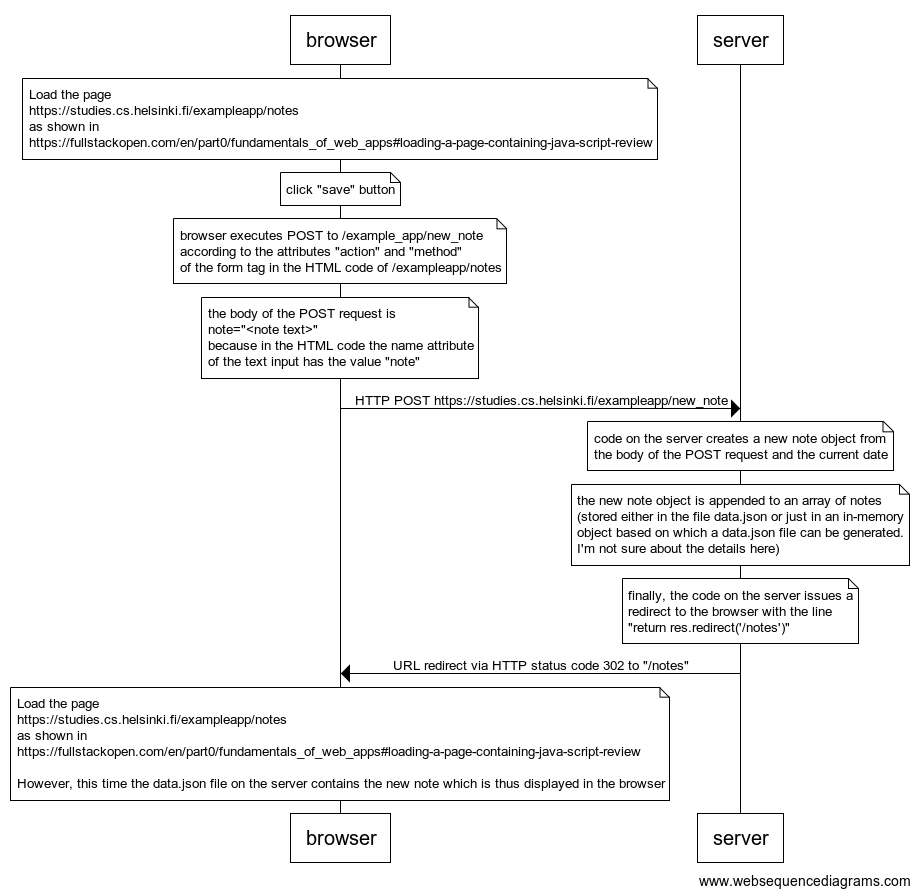 browser
server
Load the page
https://studies.cs.helsinki.fi/exampleapp/notes
as shown in
https://fullstackopen.com/en/part0/fundamentals_of_web_apps#loading-a-page-containing-java-script-review
click "save" button
browser executes POST to /example_app/new_note
according to the attributes "action" and "method"
of the form tag in the HTML code of /exampleapp/notes
the body of the POST request is
note="<note text>"
because in the HTML code the name attribute
of the text input has the value "note"
HTTP POST https://studies.cs.helsinki.fi/exampleapp/new_note
code on the server creates a new note object from
the body of the POST request and the current date
the new note object is appended to an array of notes
(stored either in the file data.json or just in an in-memory
object based on which a data.json file can be generated.
I'm not sure about the details here)
finally, the code on the server issues a
redirect to the browser with the line
"return res.redirect('/notes')"
URL redirect via HTTP status code 302 to "/notes"
Load the page
https://studies.cs.helsinki.fi/exampleapp/notes
as shown in
https://fullstackopen.com/en/part0/fundamentals_of_web_apps#loading-a-page-containing-java-script-review
However, this time the data.json file on the server contains the new note which is thus displayed in the browser
browser
server
www.websequencediagrams.com